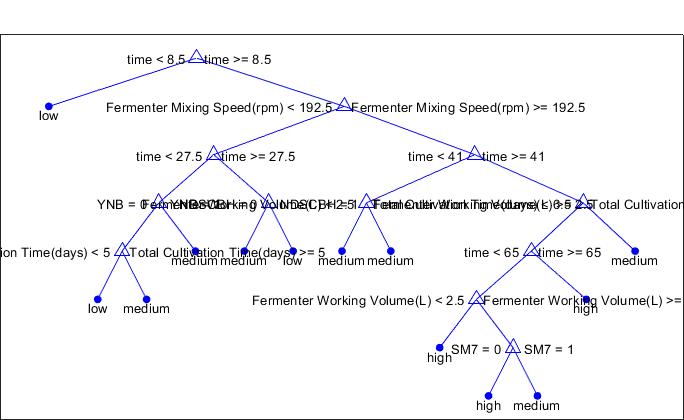 time < 8.5 time >= 8.5
low
Fermenter Mixing Speed(rpm) < 192.5 Fermenter Mixing Speed(rpm) >= 192.5
time < 27.5 time >= 27.5 time < 41 time >= 41
YNB = 0 Total Cultivation
ion Time(days) < 5 Total Cultivation Time(days) >= 5 time < 65 time >= 65
medium medium low medium medium medium
Fermenter Working Volume(L) < 2.5 Fermenter Working Volume(L) >=
low medium high
SM7 = 0 SM7 = 1
high
high medium